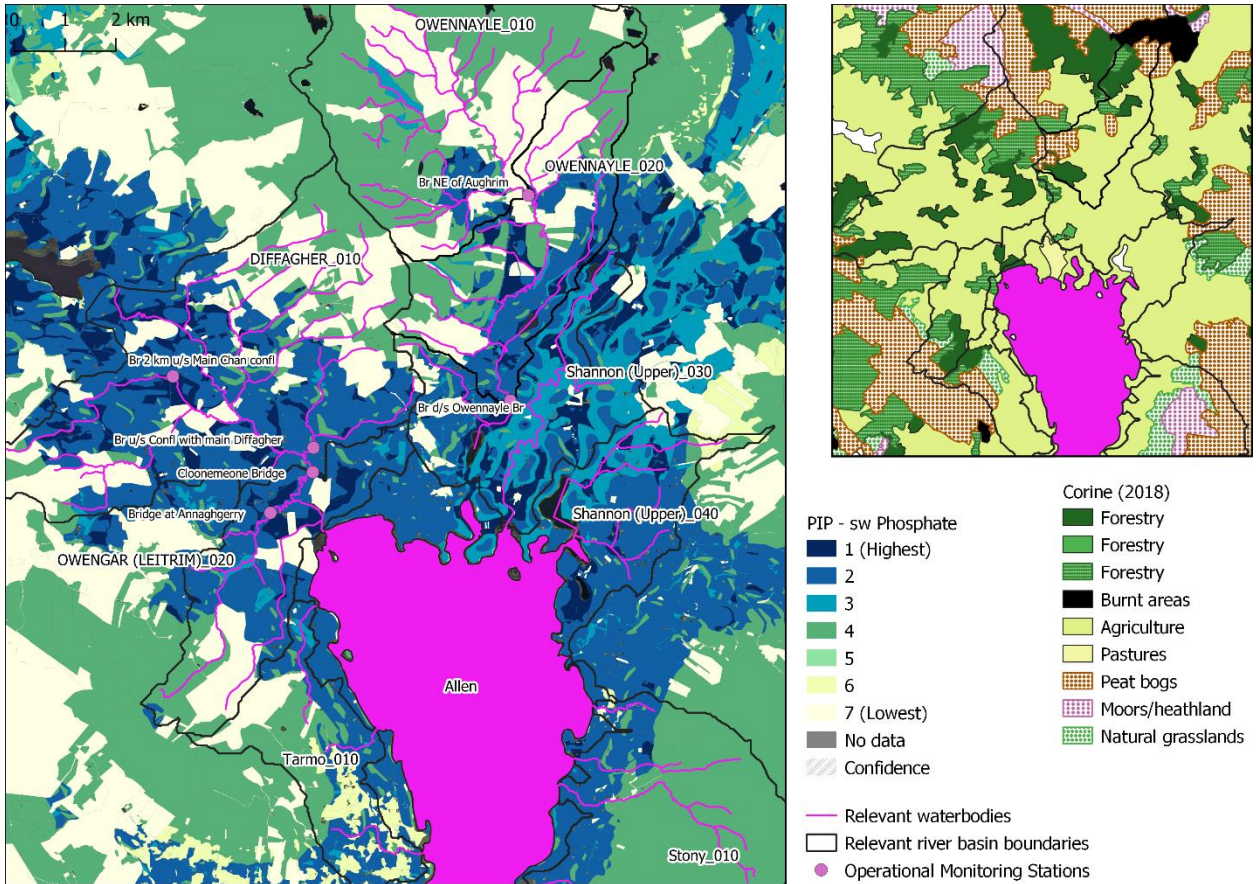 0 1 2 km
OWENNAYLE_010
OWENNAYLE_020
Br NE of Aughrim
DIFFAGHER_010
Br 2 km u/s Main Chan confl
Shannon (Upper)_030
Br d/s Owennayle Br
Br u/s Confl with main Diffagher
Cloonemeone Bridge
Bridge at Annaghgerry
Shannon (Upper)_040
OWENGAR (LEITRIM)_020
Allen
Tarmo_010
Stony_010
PIP - sw Phosphate
1 (Highest)
2
3
4
5
6
7 (Lowest)
No data
Confidence
Corine (2018)
Forestry
Forestry
Forestry
Burnt areas
Agriculture
Pastures
Peat bogs
Moors/heathland
Natural grasslands
Relevant waterbodies
Relevant river basin boundaries
Operational Monitoring Stations